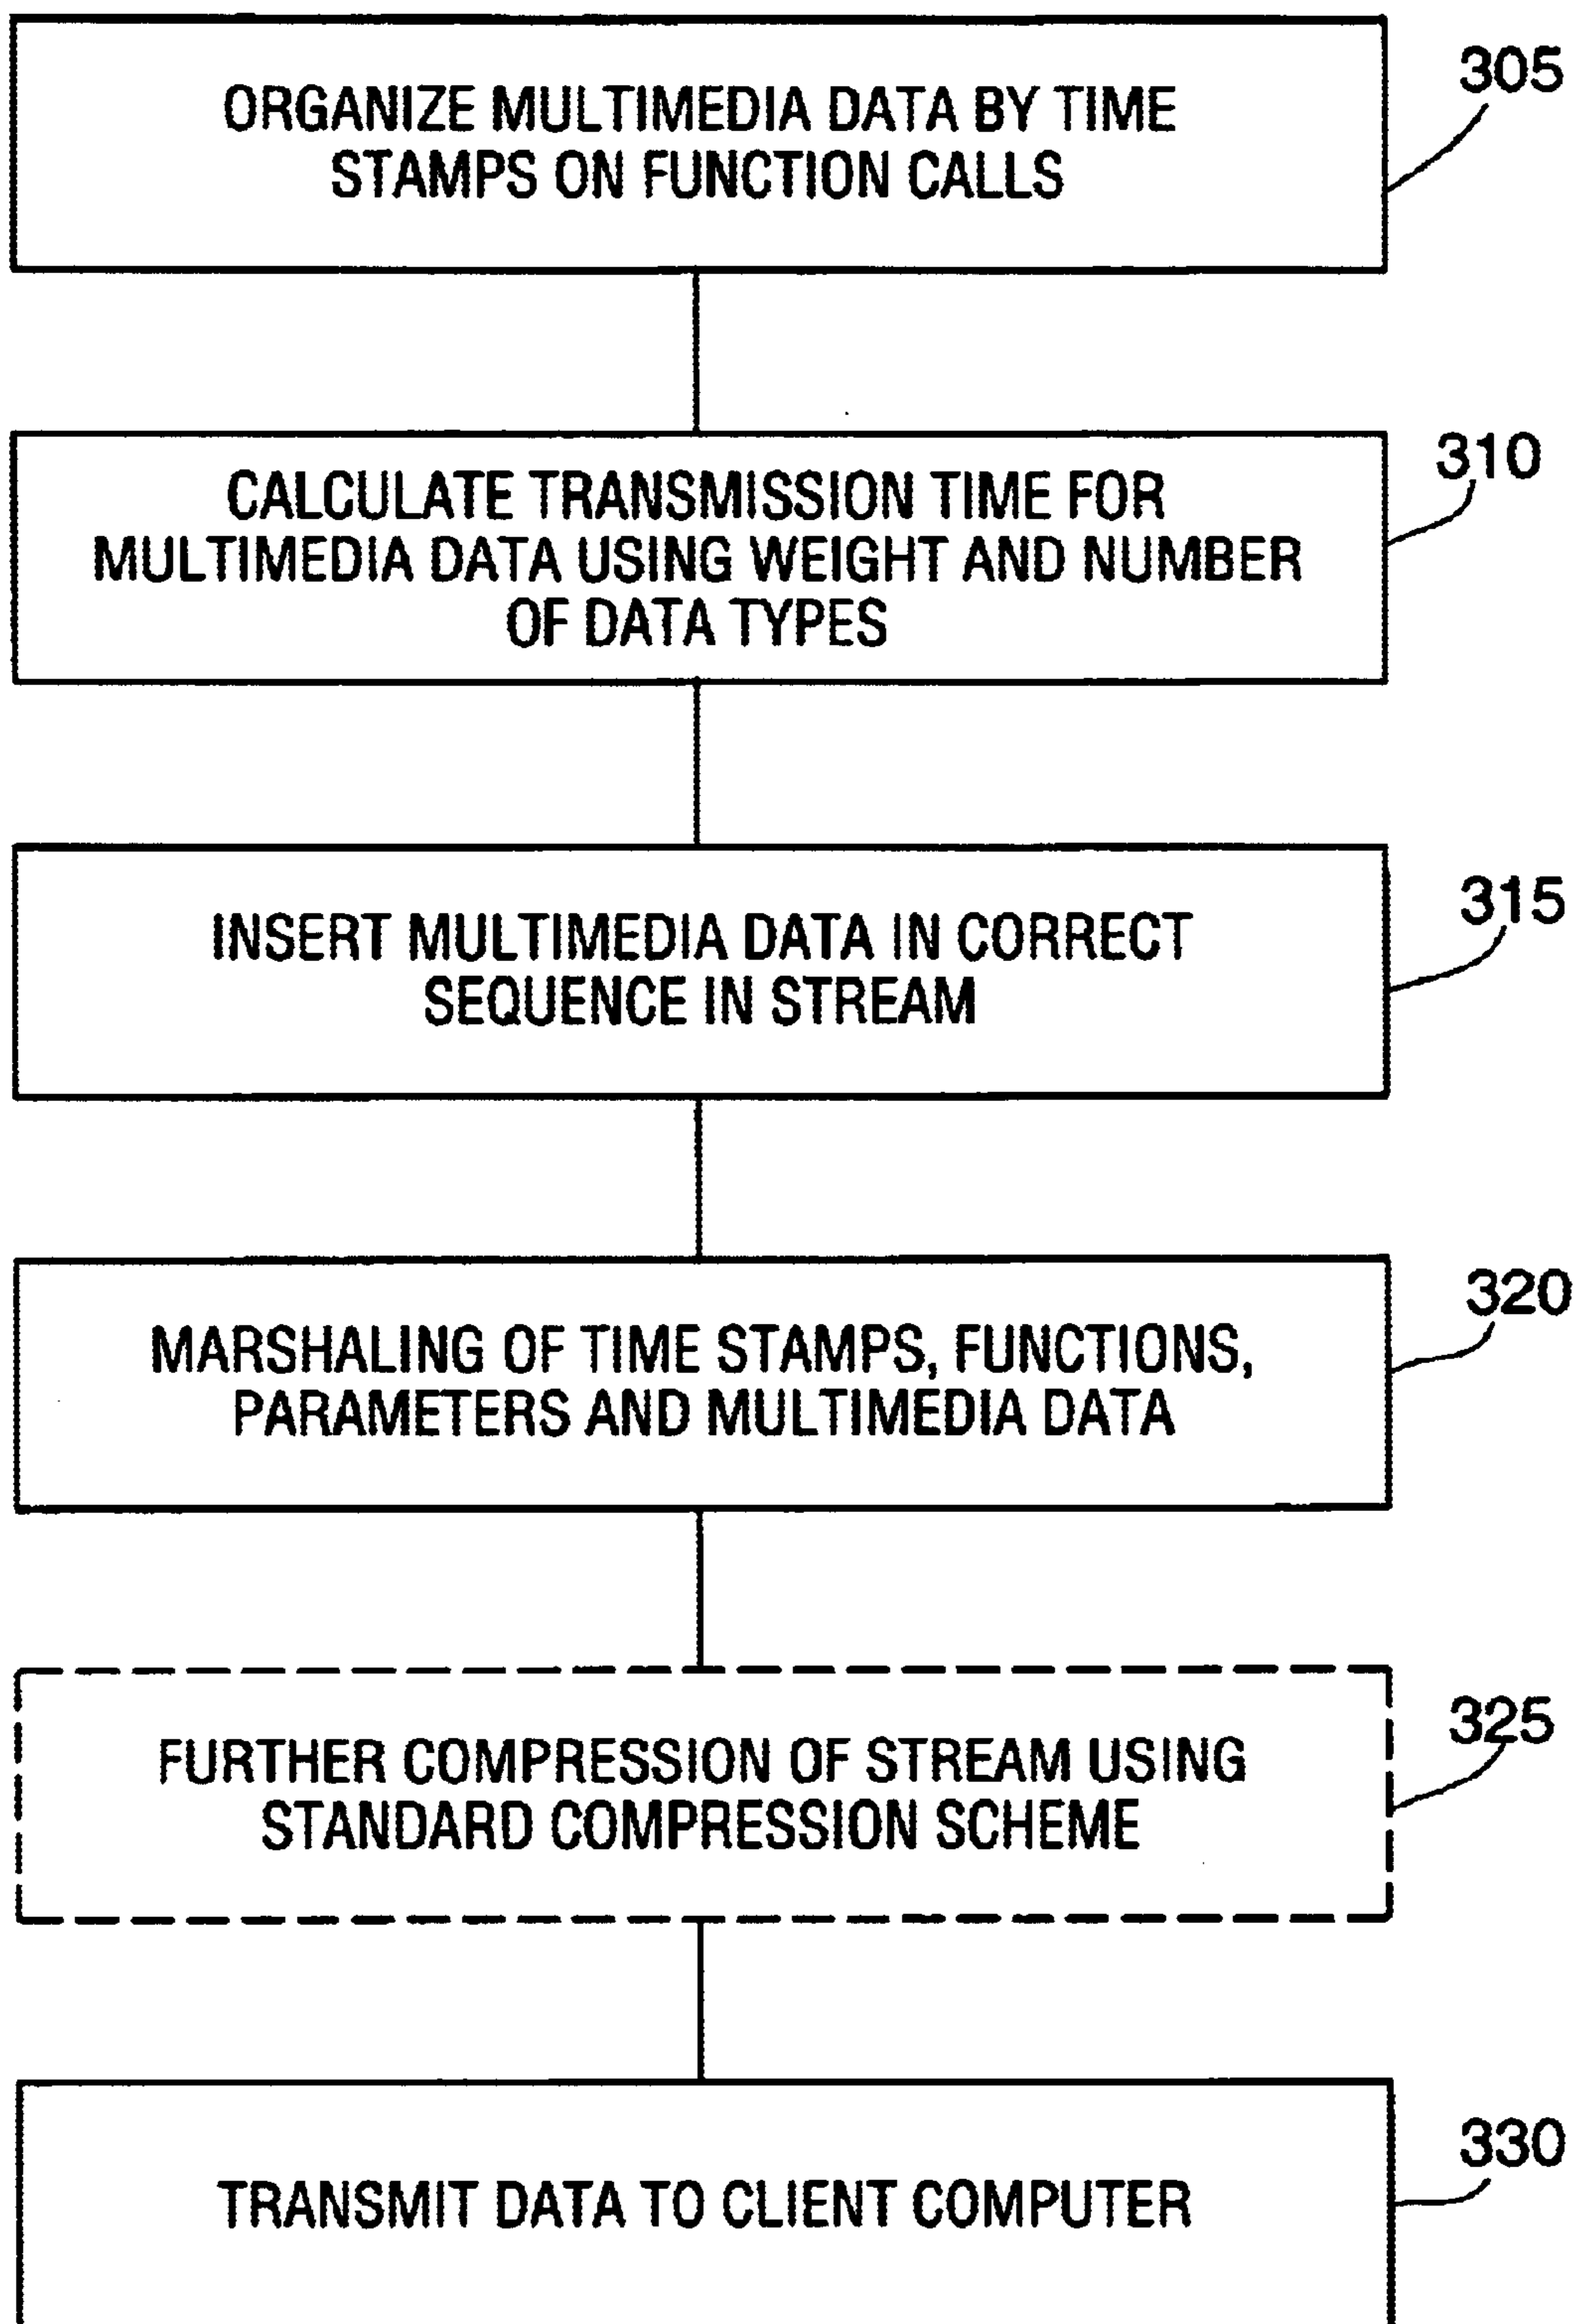 305
ORGANIZE MULTIMEDIA DATA BY TIME
STAMPS ON FUNCTION CALLS
310
CALCULATE TRANSMISSION TIME FOR
MULTIMEDIA DATA USING WEIGHT AND NUMBER
OF DATA TYPES
315
INSERT MULTIMEDIA DATA IN CORRECT
SEQUENCE IN STREAM
320
MARSHALING OF TIME STAMPS, FUNCTIONS,
PARAMETERS AND MULTIMEDIA DATA
325
FURTHER COMPRESSION OF STREAM USING
STANDARD COMPRESSION SCHEME
330
TRANSMIT DATA TO CLIENT COMPUTER